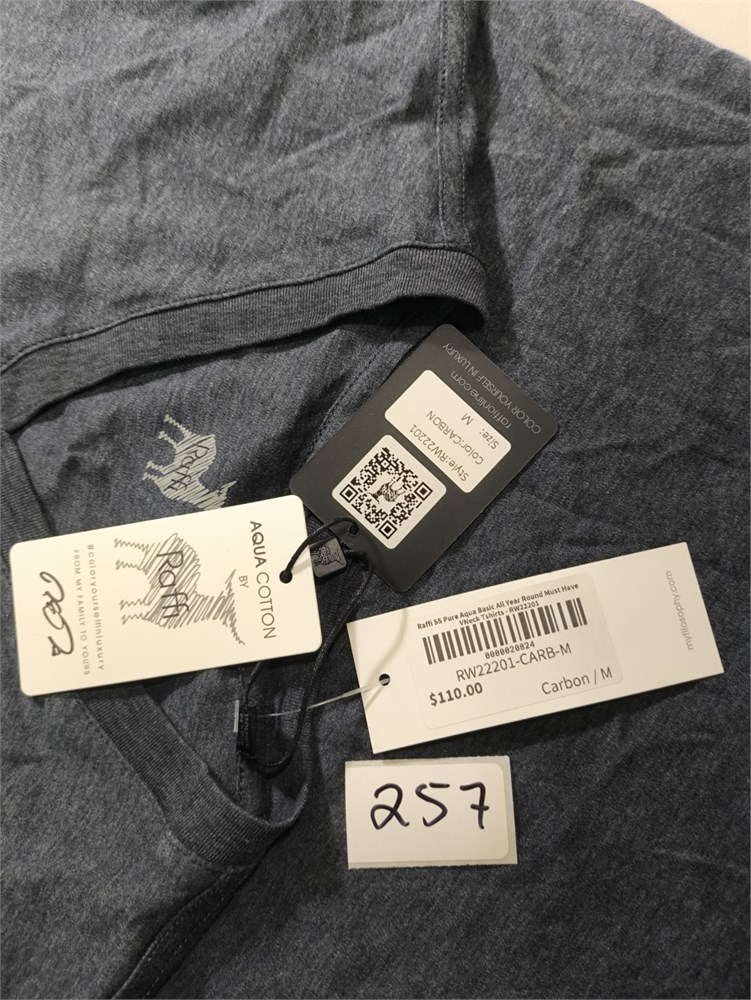 COLOR YOURSELF IN LUXURY
raffionline.com
Size: M
Color:CARBON
Style:RW22201
Raffi
AQUA COTTON
BY
Raffi
#coloryourselfinluxury
FROM MY FAMILY TO YOURS
Raffi SS Pure Aqua Basic All Year Round Must Have
VNeck Tshirts - RW22201
0000020824
RW22201-CARB-M
$110.00
Carbon / M
myfilosophy.com
257